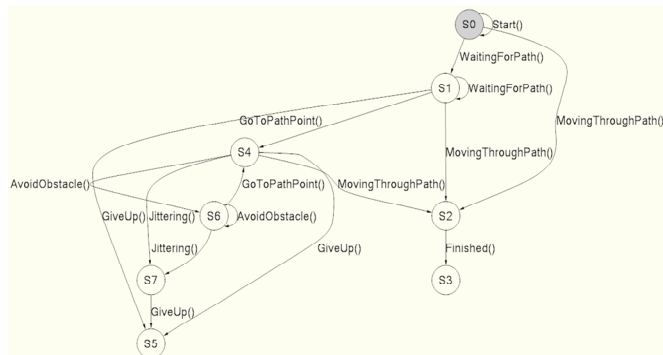 S0 Start()
WaitingForPath()
S1 WaitingForPath()
GoToPathPoint() MovingThroughPath()
S4 MovingThroughPath()
AvoidObstacle() GoToPathPoint() MovingThroughPath()
GiveUp() Jittering() S6 AvoidObstacle() S2
Jittering() GiveUp() Finished()
S7 S3
GiveUp()
S5